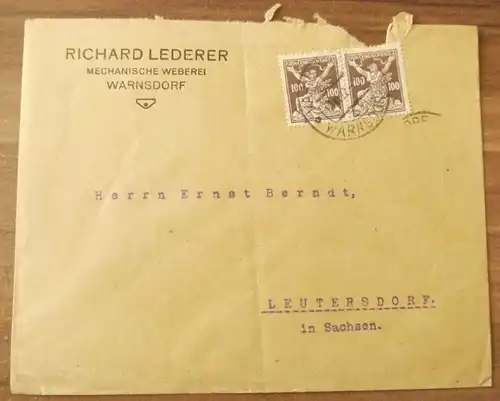 RICHARD LEDERER
MECHANISCHE WEBEREI
WARNSDORF
100 100 100 100
WARNS
Herrn Ernst Berndt,
LEUTERSDORF.
in Sachsen.